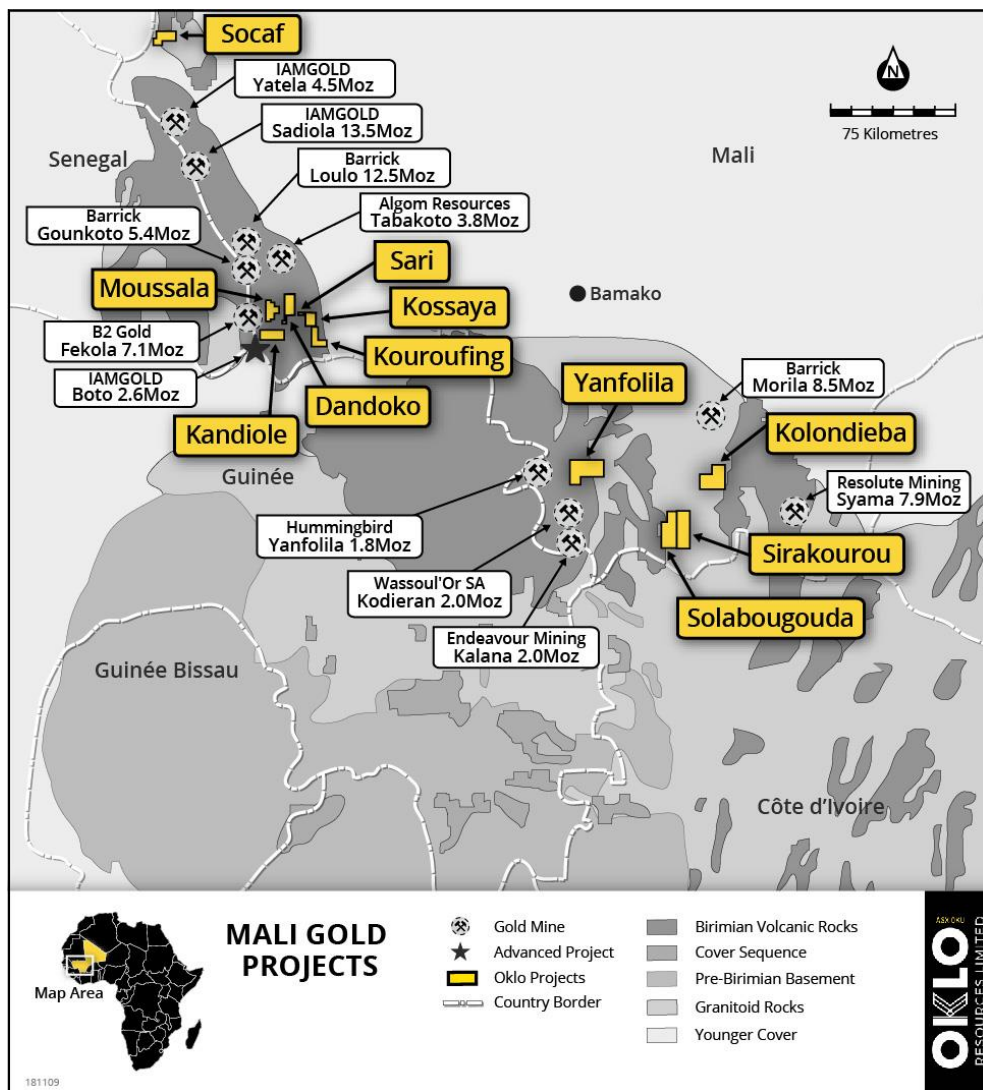 Socaf
IAMGOLD
Yatela 4.5Moz
IAMGOLD
Sadiola 13.5Moz
N
75 Kilometres
Senegal
Mali
Barrick
Loulo 12.5Moz
Algom Resources
Tabakoto 3.8Moz
Barrick
Gounkoto 5.4Moz
Sari
Moussala
Kossaya
Bamako
B2 Gold
Fekola 7.1Moz
Kouroufing
IAMGOLD
Boto 2.6Moz
Dandoko
Yanfolila
Barrick
Morila 8.5Moz
Kandiole
Kolondieba
Guinée
Resolute Mining
Syama 7.9Moz
Hummingbird
Yanfolila 1.8Moz
Sirakourou
Wassoul'Or SA
Kodieran 2.0Moz
Solabougouda
Endeavour Mining
Kalana 2.0Moz
Guinée Bissau
Côte d'Ivoire
Map Area
MALI GOLD
PROJECTS
Gold Mine
Advanced Project
Oklo Projects
Country Border
Birimian Volcanic Rocks
Cover Sequence
Pre-Birimian Basement
Granitoid Rocks
Younger Cover
ASX:OKU
OKLO
RESOURCES LIMITED
181109